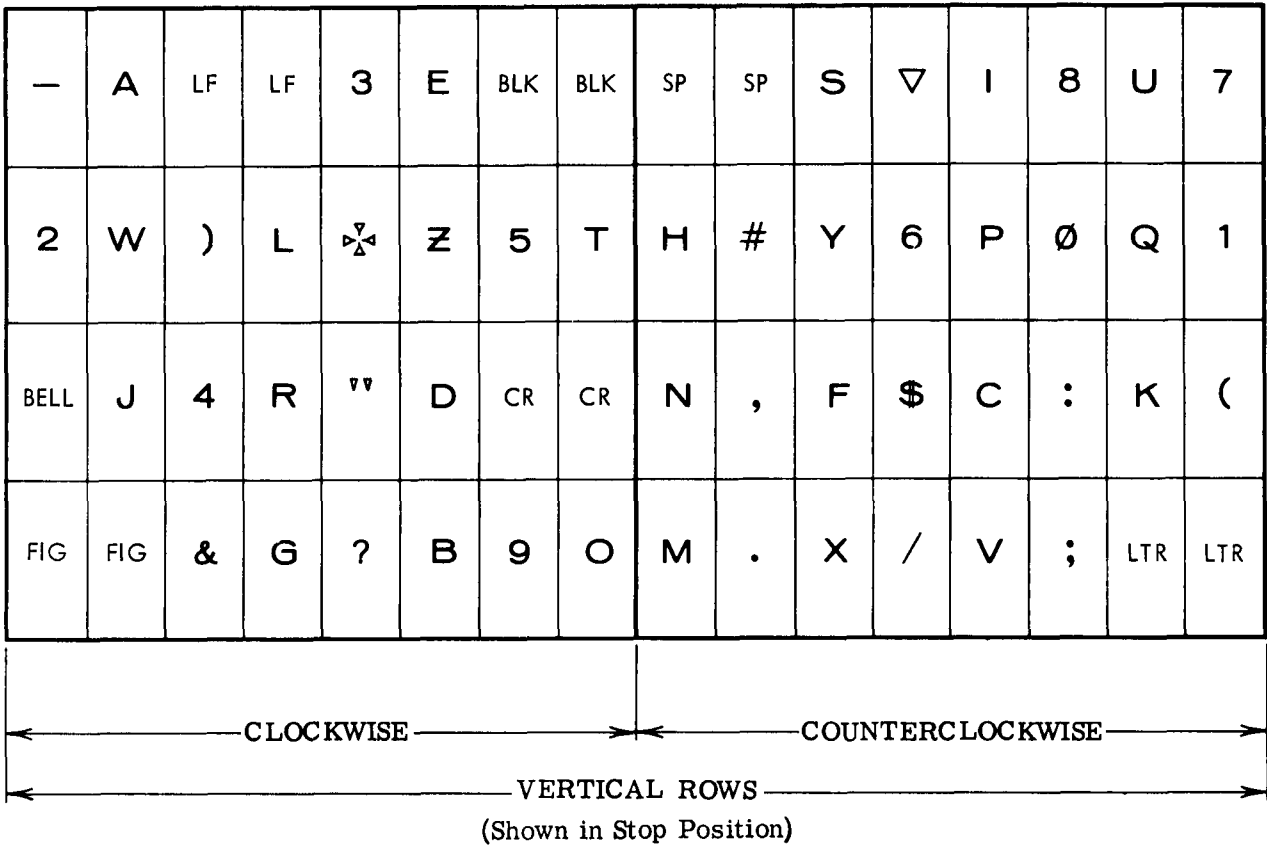 — A LF LF 3 E BLK BLK SP SP S ▽ I 8 U 7
2 W ) L Ƶ 5 T H # Y 6 P Ø Q 1
BELL J 4 R " D CR CR N , F $ C : K (
FIG FIG & G ? B 9 O M . X / V ; LTR LTR
CLOCKWISE COUNTERCLOCKWISE
VERTICAL ROWS
(Shown in Stop Position)